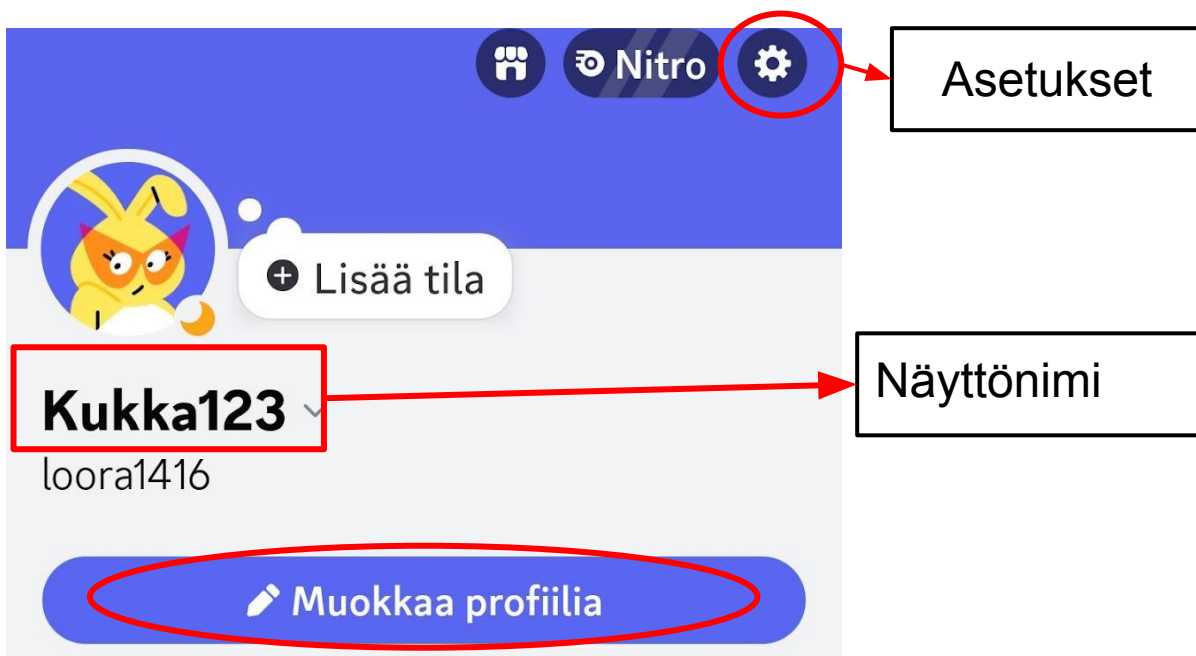 Nitro
Asetukset
Lisää tila
Kukka123
Näyttönimi
loora1416
Muokkaa profiilia